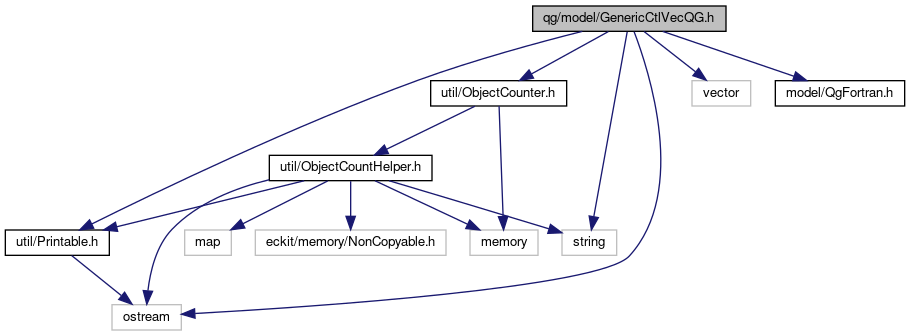 qg/model/GenericCtlVecQG.h
util/ObjectCounter.h
vector
model/QgFortran.h
util/ObjectCountHelper.h
util/Printable.h
map
eckit/memory/NonCopyable.h
memory
string
ostream